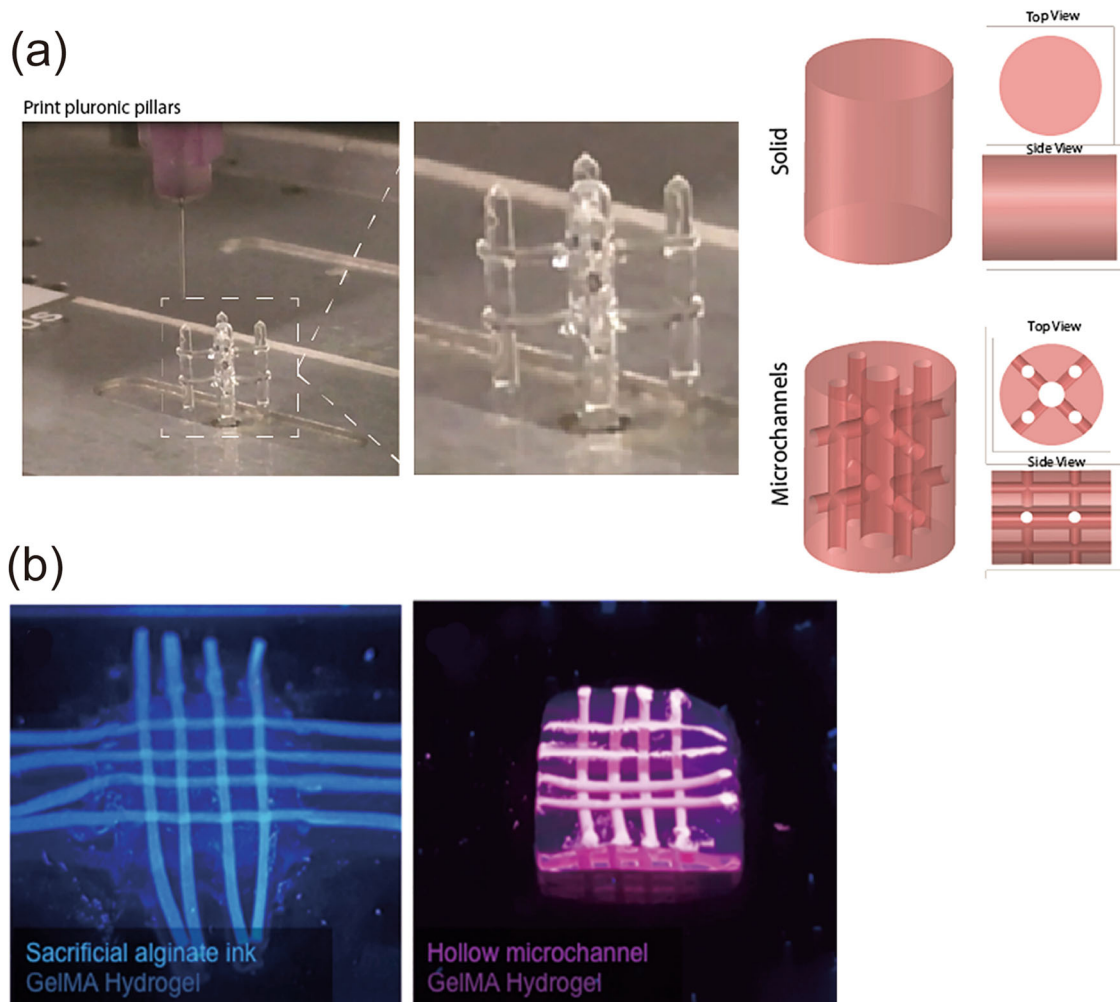 (a)
Print pluronic pillars
Solid
Top View
Side View
Microchannels
Top View
Side View
(b)
Sacrificial alginate ink
GelMA Hydrogel
Hollow microchannel
GelMA Hydrogel